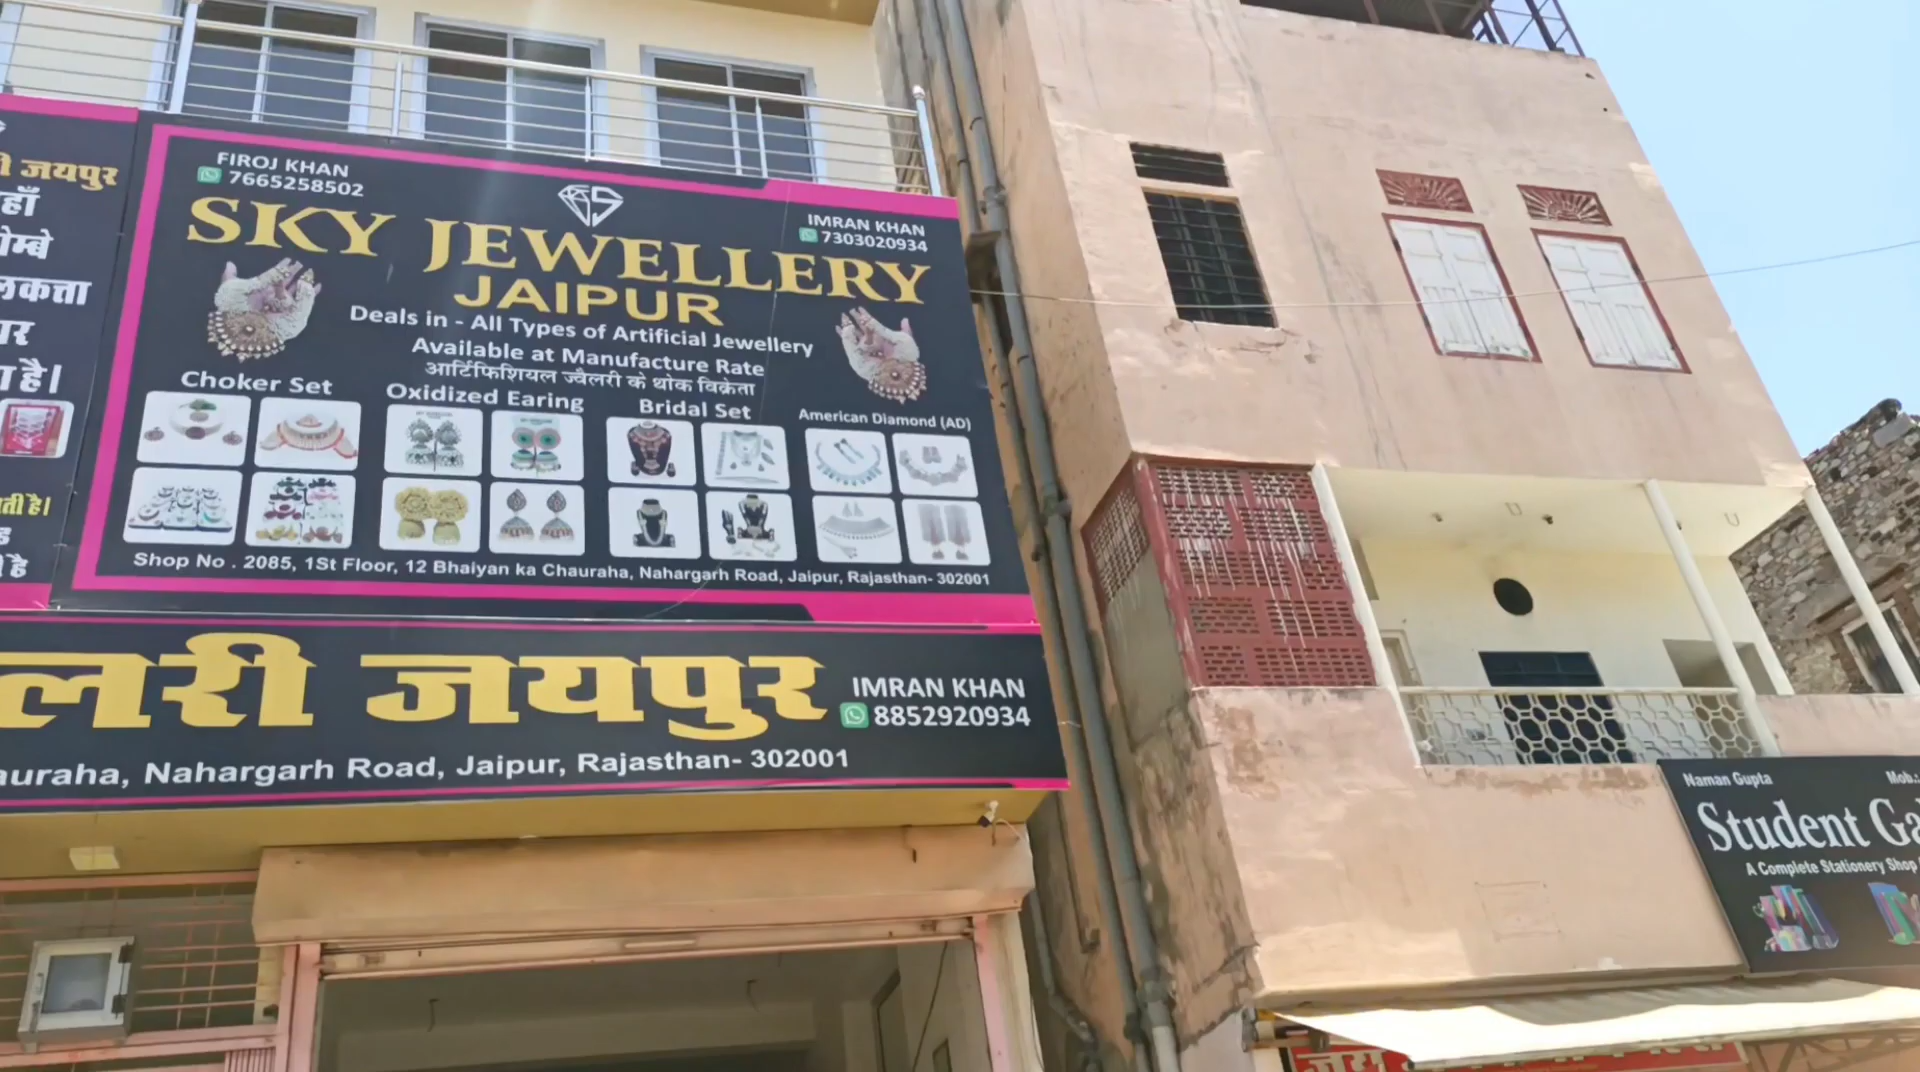 ी जयपुर
हाँ
ोम्बे
लकत्ता
ार
ा है।
ाती है।
ी है
FIROJ KHAN
7665258502
IMRAN KHAN
7303020934
SKY JEWELLERY
JAIPUR
Deals in - All Types of Artificial Jewellery
Available at Manufacture Rate
आर्टिफिशियल ज्वैलरी के थोक विक्रेता
Choker Set
Oxidized Earing
Bridal Set
American Diamond (AD)
Shop No . 2085, 1St Floor, 12 Bhaiyan ka Chauraha, Nahargarh Road, Jaipur, Rajasthan- 302001
लरी जयपुर
IMRAN KHAN
8852920934
auraha, Nahargarh Road, Jaipur, Rajasthan- 302001
Naman Gupta
Mob.:
Student Ga
A Complete Stationery Shop